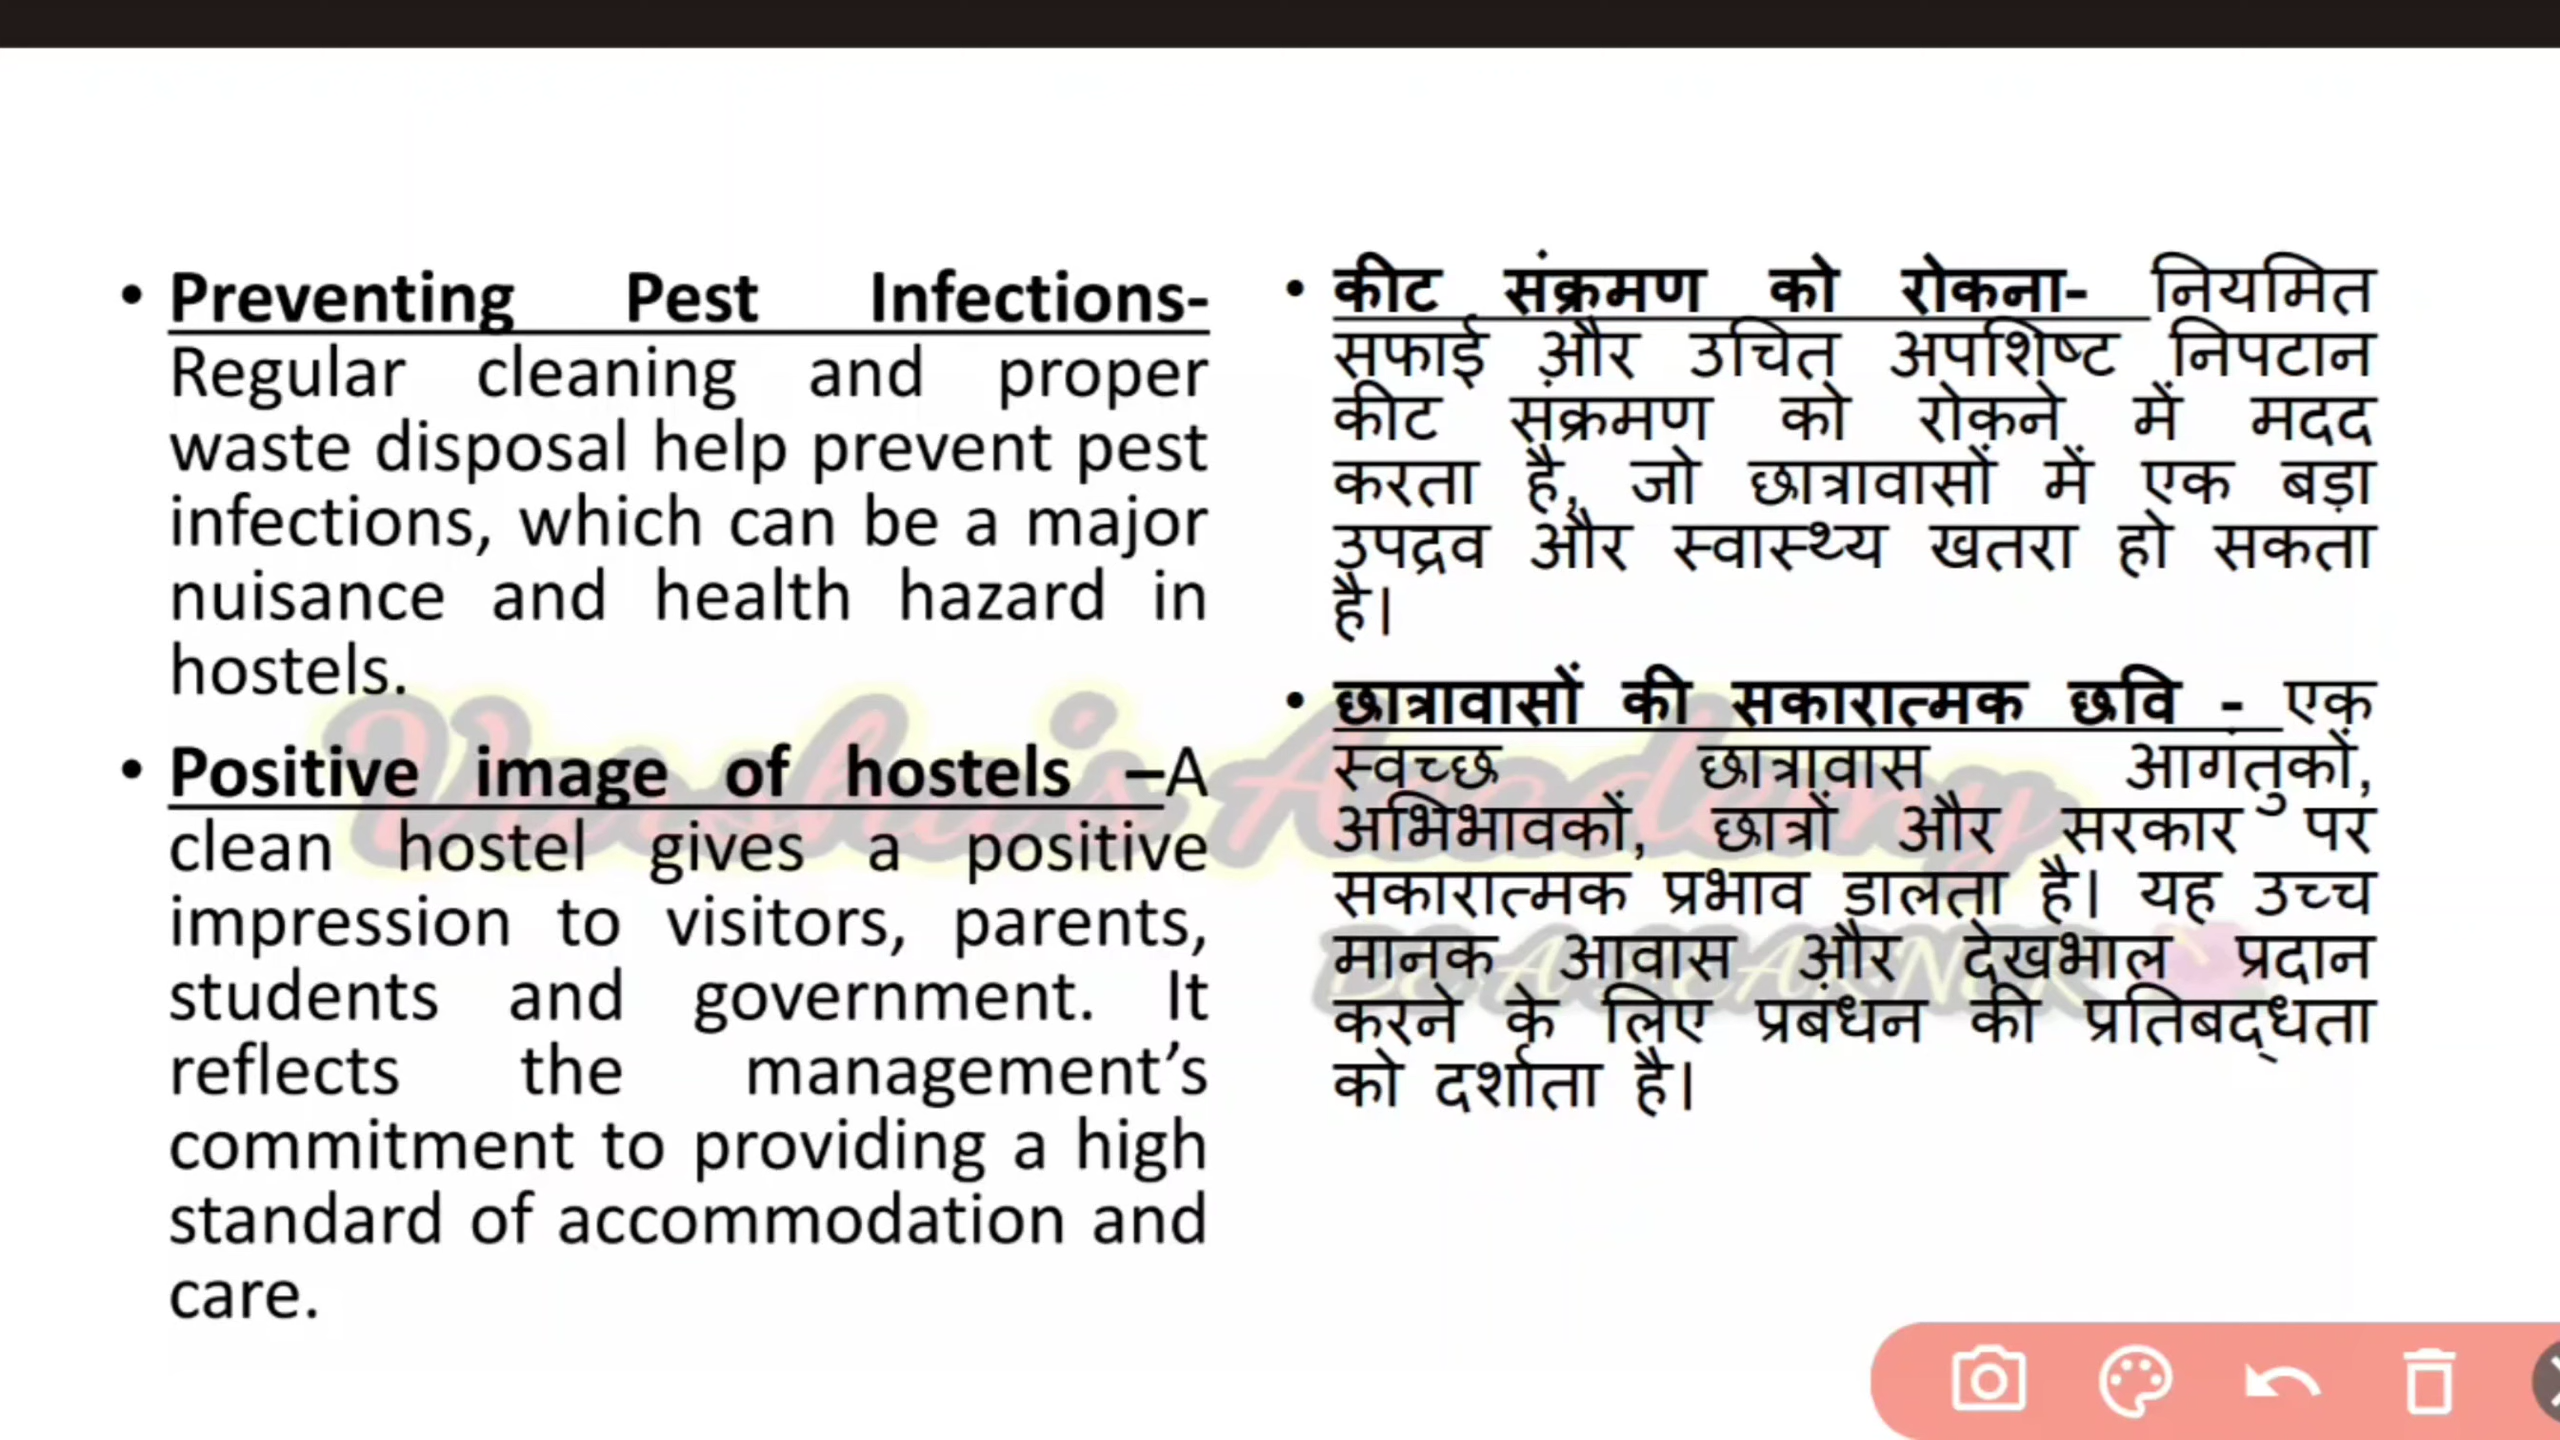 • Preventing Pest Infections-
Regular cleaning and proper
waste disposal help prevent pest
infections, which can be a major
nuisance and health hazard in
hostels.
• Positive image of hostels –A
clean hostel gives a positive
impression to visitors, parents,
students and government. It
reflects the management’s
commitment to providing a high
standard of accommodation and
care.
• कीट संक्रमण को रोकना- नियमित
सफाई और उचित अपशिष्ट निपटान
कीट संक्रमण को रोकने में मदद
करता है, जो छात्रावासों में एक बड़ा
उपद्रव और स्वास्थ्य खतरा हो सकता
है।
• छात्रावासों की सकारात्मक छवि - एक
स्वच्छ छात्रावास आगंतुकों,
अभिभावकों, छात्रों और सरकार पर
सकारात्मक प्रभाव डालता है। यह उच्च
मानक आवास और देखभाल प्रदान
करने के लिए प्रबंधन की प्रतिबद्धता
को दर्शाता है।
Varshu's Academy
BE A LEARNER